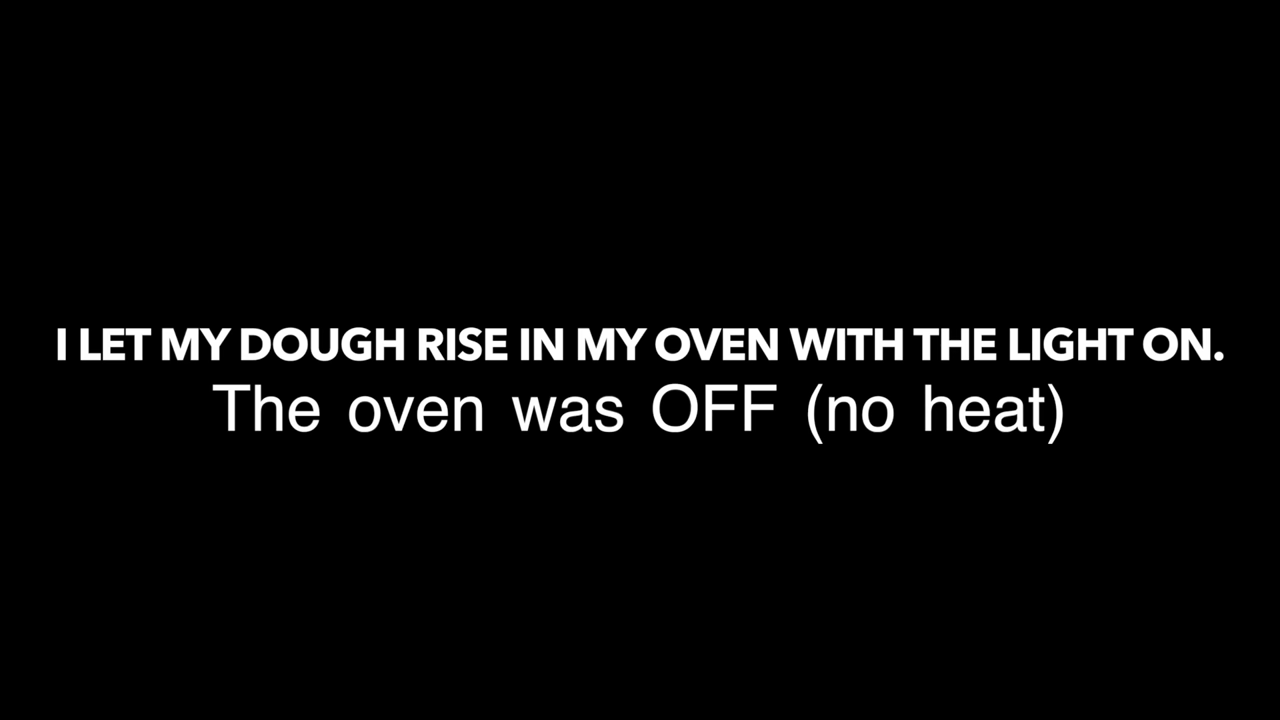 I LET MY DOUGH RISE IN MY OVEN WITH THE LIGHT ON.
The oven was OFF (no heat)